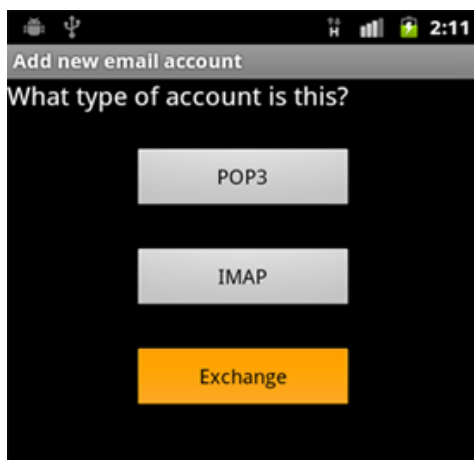 H 2:11
Add new email account
What type of account is this?
POP3
IMAP
Exchange